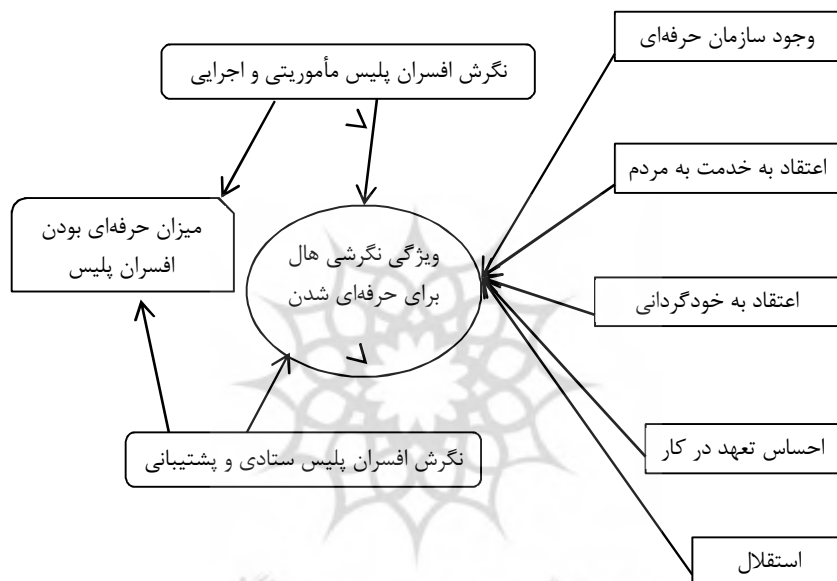 وجود سازمان حرفه‌ای
نگرش افسران پلیس مأموریتی و اجرایی
اعتقاد به خدمت به مردم
میزان حرفه‌ای بودن
افسران پلیس
ویژگی نگرشی هال
برای حرفه‌ای شدن
اعتقاد به خودگردانی
احساس تعهد در کار
نگرش افسران پلیس ستادی و پشتیبانی
استقلال